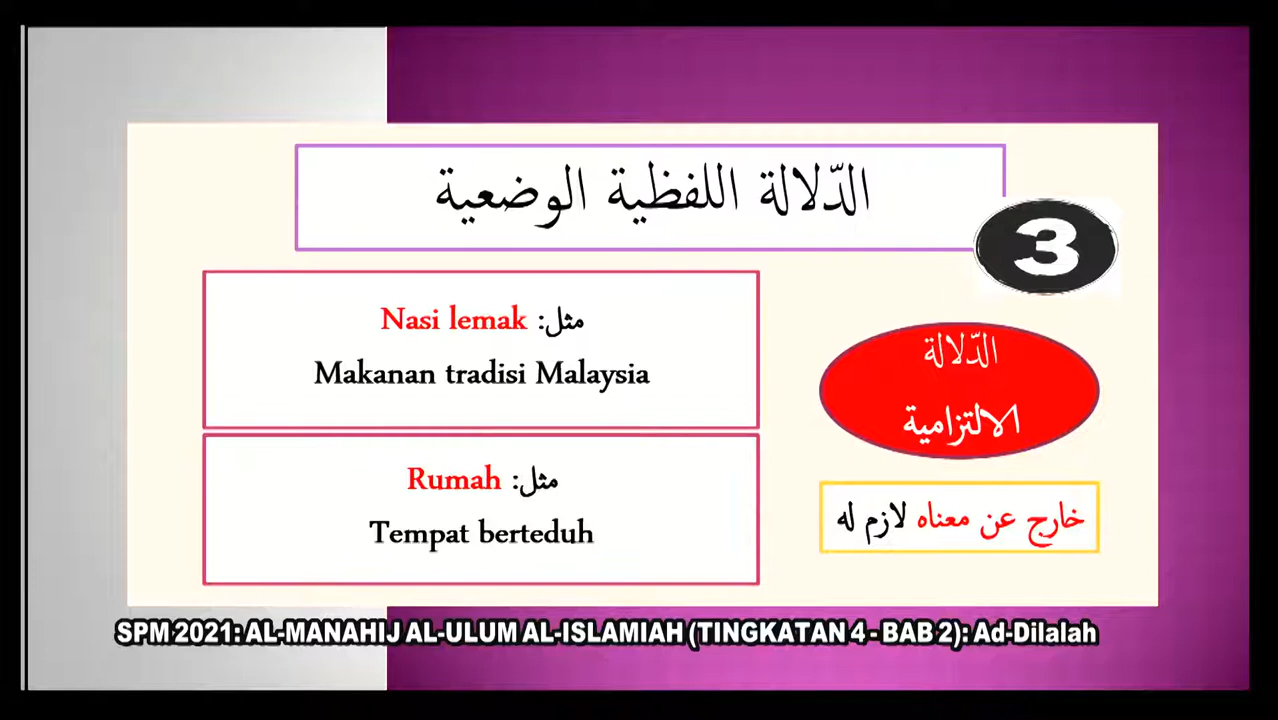 الدّلالة اللفظية الوضعية
3
الدّلالة
الالتزامية
خارج عن معناه لازم له
مثل: Nasi lemak
Makanan tradisi Malaysia
مثل: Rumah
Tempat berteduh
SPM 2021: AL-MANAHIJ AL-ULUM AL-ISLAMIAH (TINGKATAN 4 - BAB 2): Ad-Dilalah